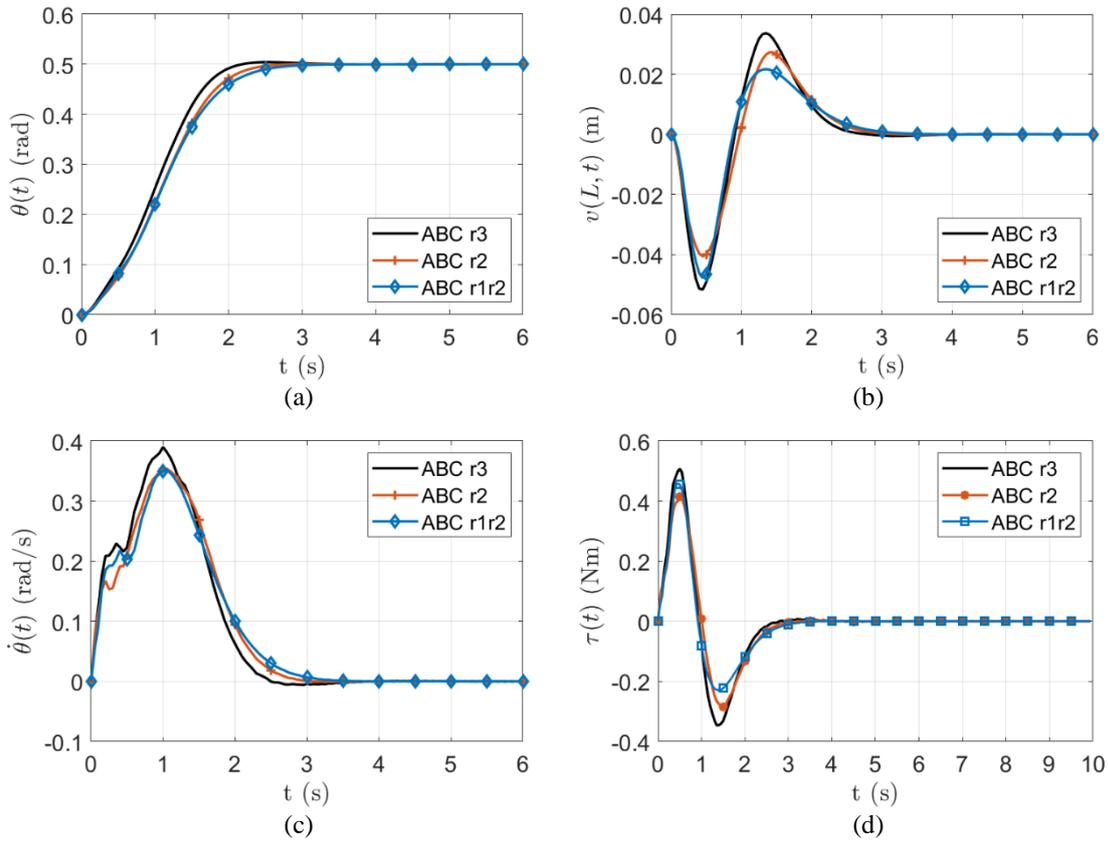 0.6
0.5
0.4
0.3
0.2
0.1
0
θ(t) (rad)
0 1 2 3 4 5 6
t (s)
ABC r3
ABC r2
ABC r1r2
(a)
0.04
0.02
0
-0.02
-0.04
-0.06
v(L, t) (m)
0 1 2 3 4 5 6
t (s)
ABC r3
ABC r2
ABC r1r2
(b)
0.4
0.3
0.2
0.1
0
-0.1
θ̇(t) (rad/s)
0 1 2 3 4 5 6
t (s)
ABC r3
ABC r2
ABC r1r2
(c)
0.6
0.4
0.2
0
-0.2
-0.4
τ(t) (Nm)
0 1 2 3 4 5 6 7 8 9 10
t (s)
ABC r3
ABC r2
ABC r1r2
(d)